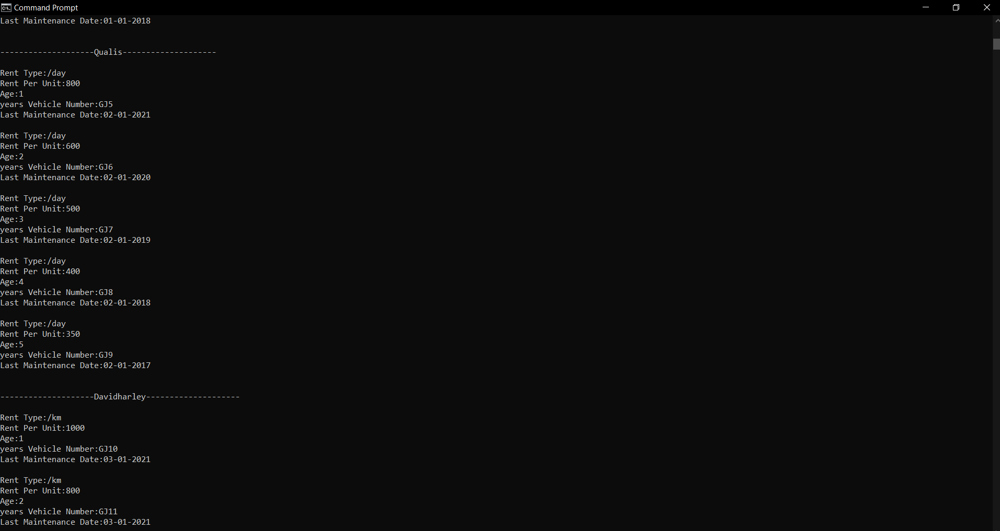 Command Prompt
Last Maintenance Date:01-01-2018
--------------------Qualis--------------------
Rent Type:/day
Rent Per Unit:800
Age:1
years Vehicle Number:GJ5
Last Maintenance Date:02-01-2021
Rent Type:/day
Rent Per Unit:600
Age:2
years Vehicle Number:GJ6
Last Maintenance Date:02-01-2020
Rent Type:/day
Rent Per Unit:500
Age:3
years Vehicle Number:GJ7
Last Maintenance Date:02-01-2019
Rent Type:/day
Rent Per Unit:400
Age:4
years Vehicle Number:GJ8
Last Maintenance Date:02-01-2018
Rent Type:/day
Rent Per Unit:350
Age:5
years Vehicle Number:GJ9
Last Maintenance Date:02-01-2017
--------------------Davidharley--------------------
Rent Type:/km
Rent Per Unit:1000
Age:1
years Vehicle Number:GJ10
Last Maintenance Date:03-01-2021
Rent Type:/km
Rent Per Unit:800
Age:2
years Vehicle Number:GJ11
Last Maintenance Date:03-01-2021